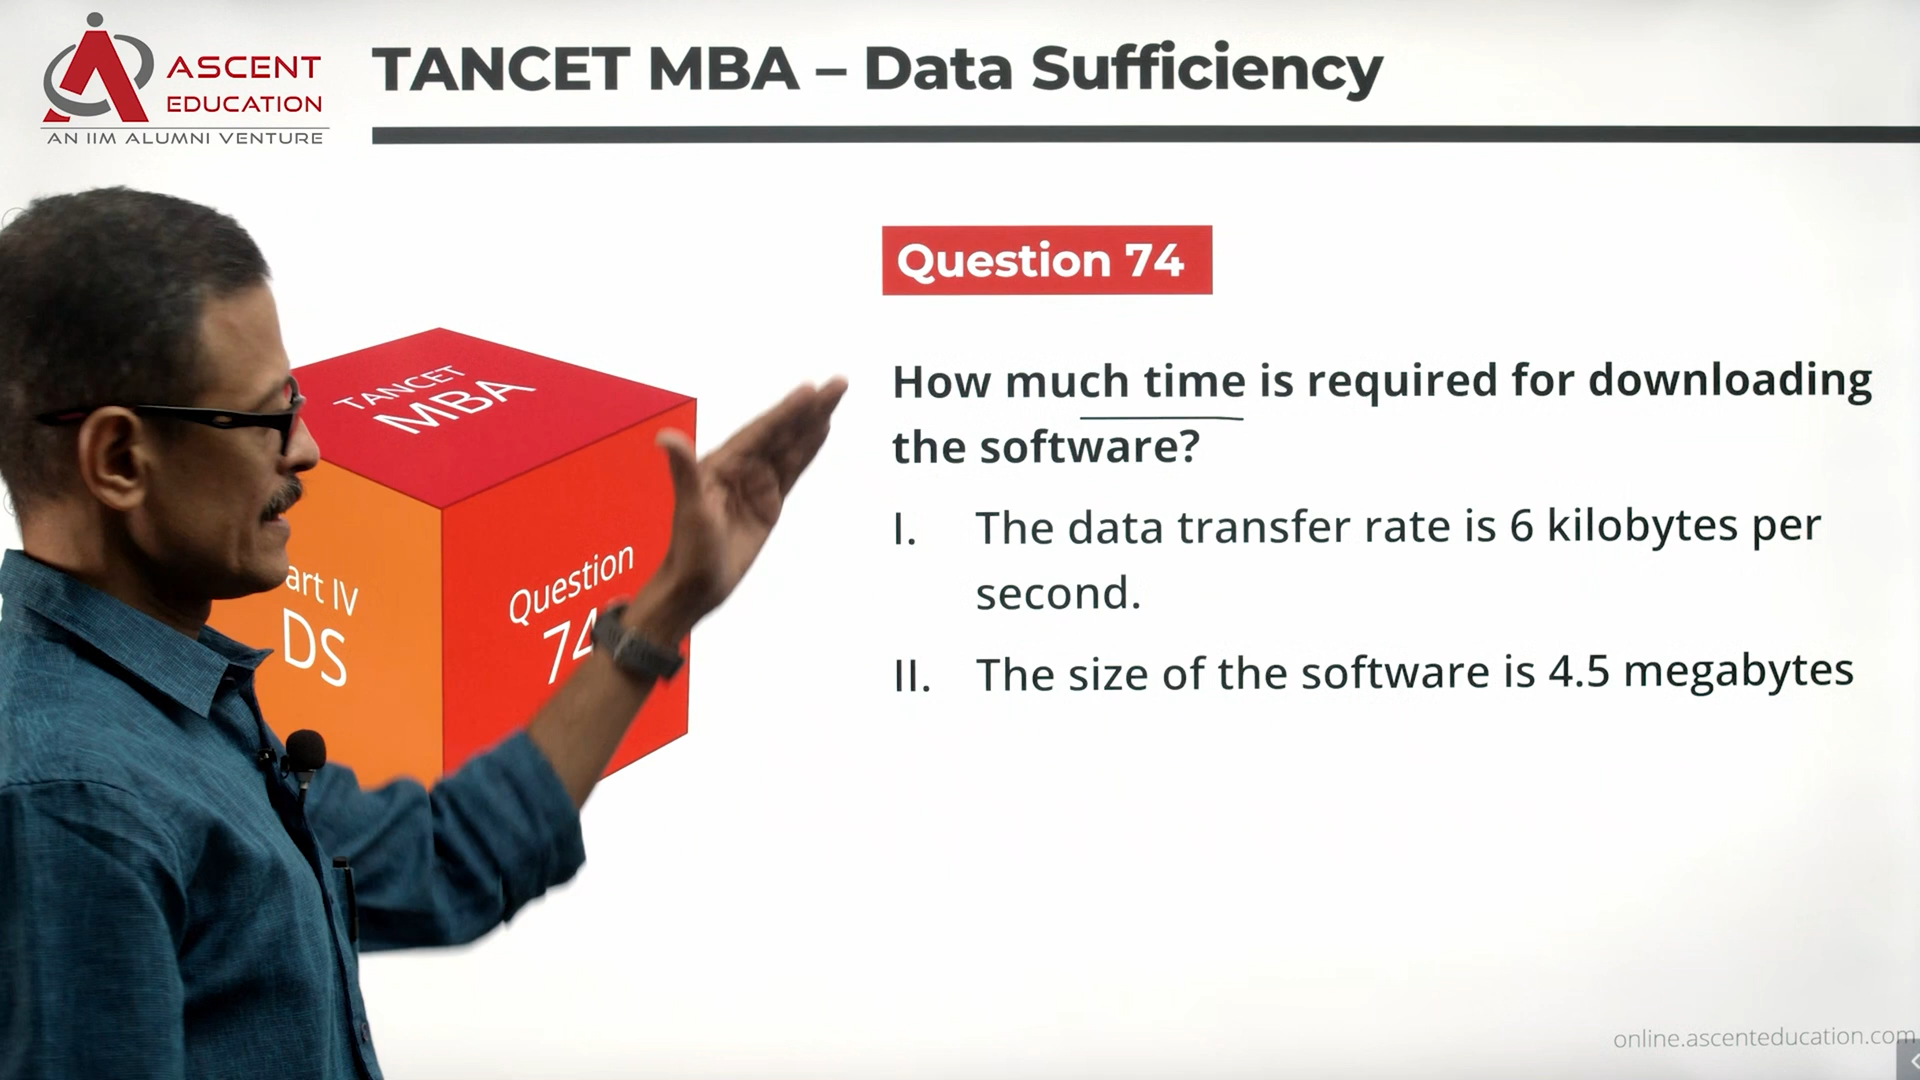 ASCENT
EDUCATION
AN IIM ALUMNI VENTURE
TANCET MBA – Data Sufficiency
Question 74
How much time is required for downloading
the software?
I. The data transfer rate is 6 kilobytes per
second.
II. The size of the software is 4.5 megabytes
TANCET
MBA
art IV
DS
Question
74
online.ascenteducation.com